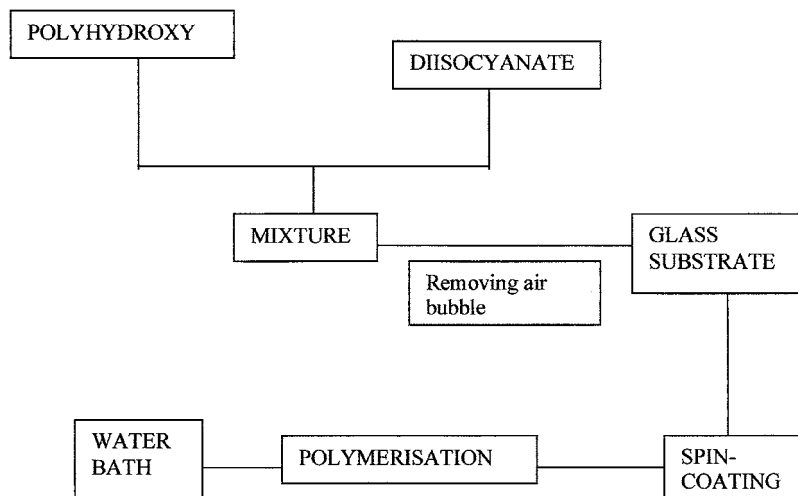 POLYHYDROXY
DIISOCYANATE
MIXTURE
GLASS
SUBSTRATE
Removing air
bubble
WATER
BATH
POLYMERISATION
SPIN-
COATING